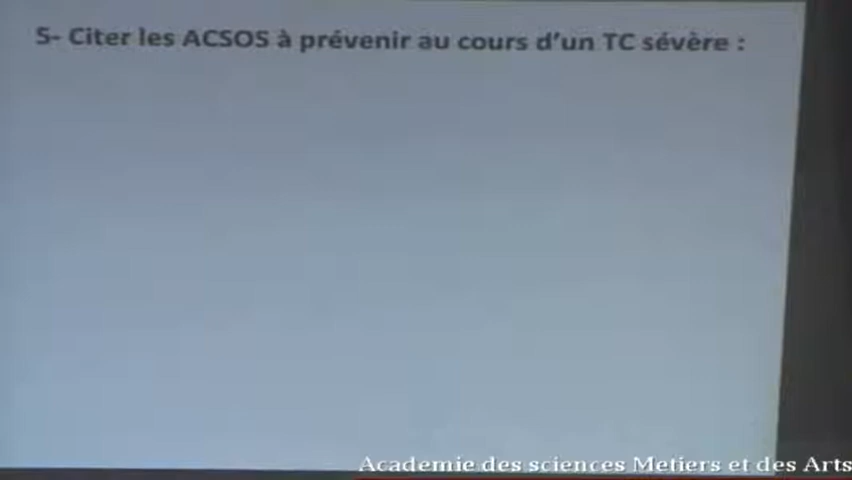 5- Citer les ACSOS à prévenir au cours d'un TC sévère :
Academie des sciences Metiers et des Arts